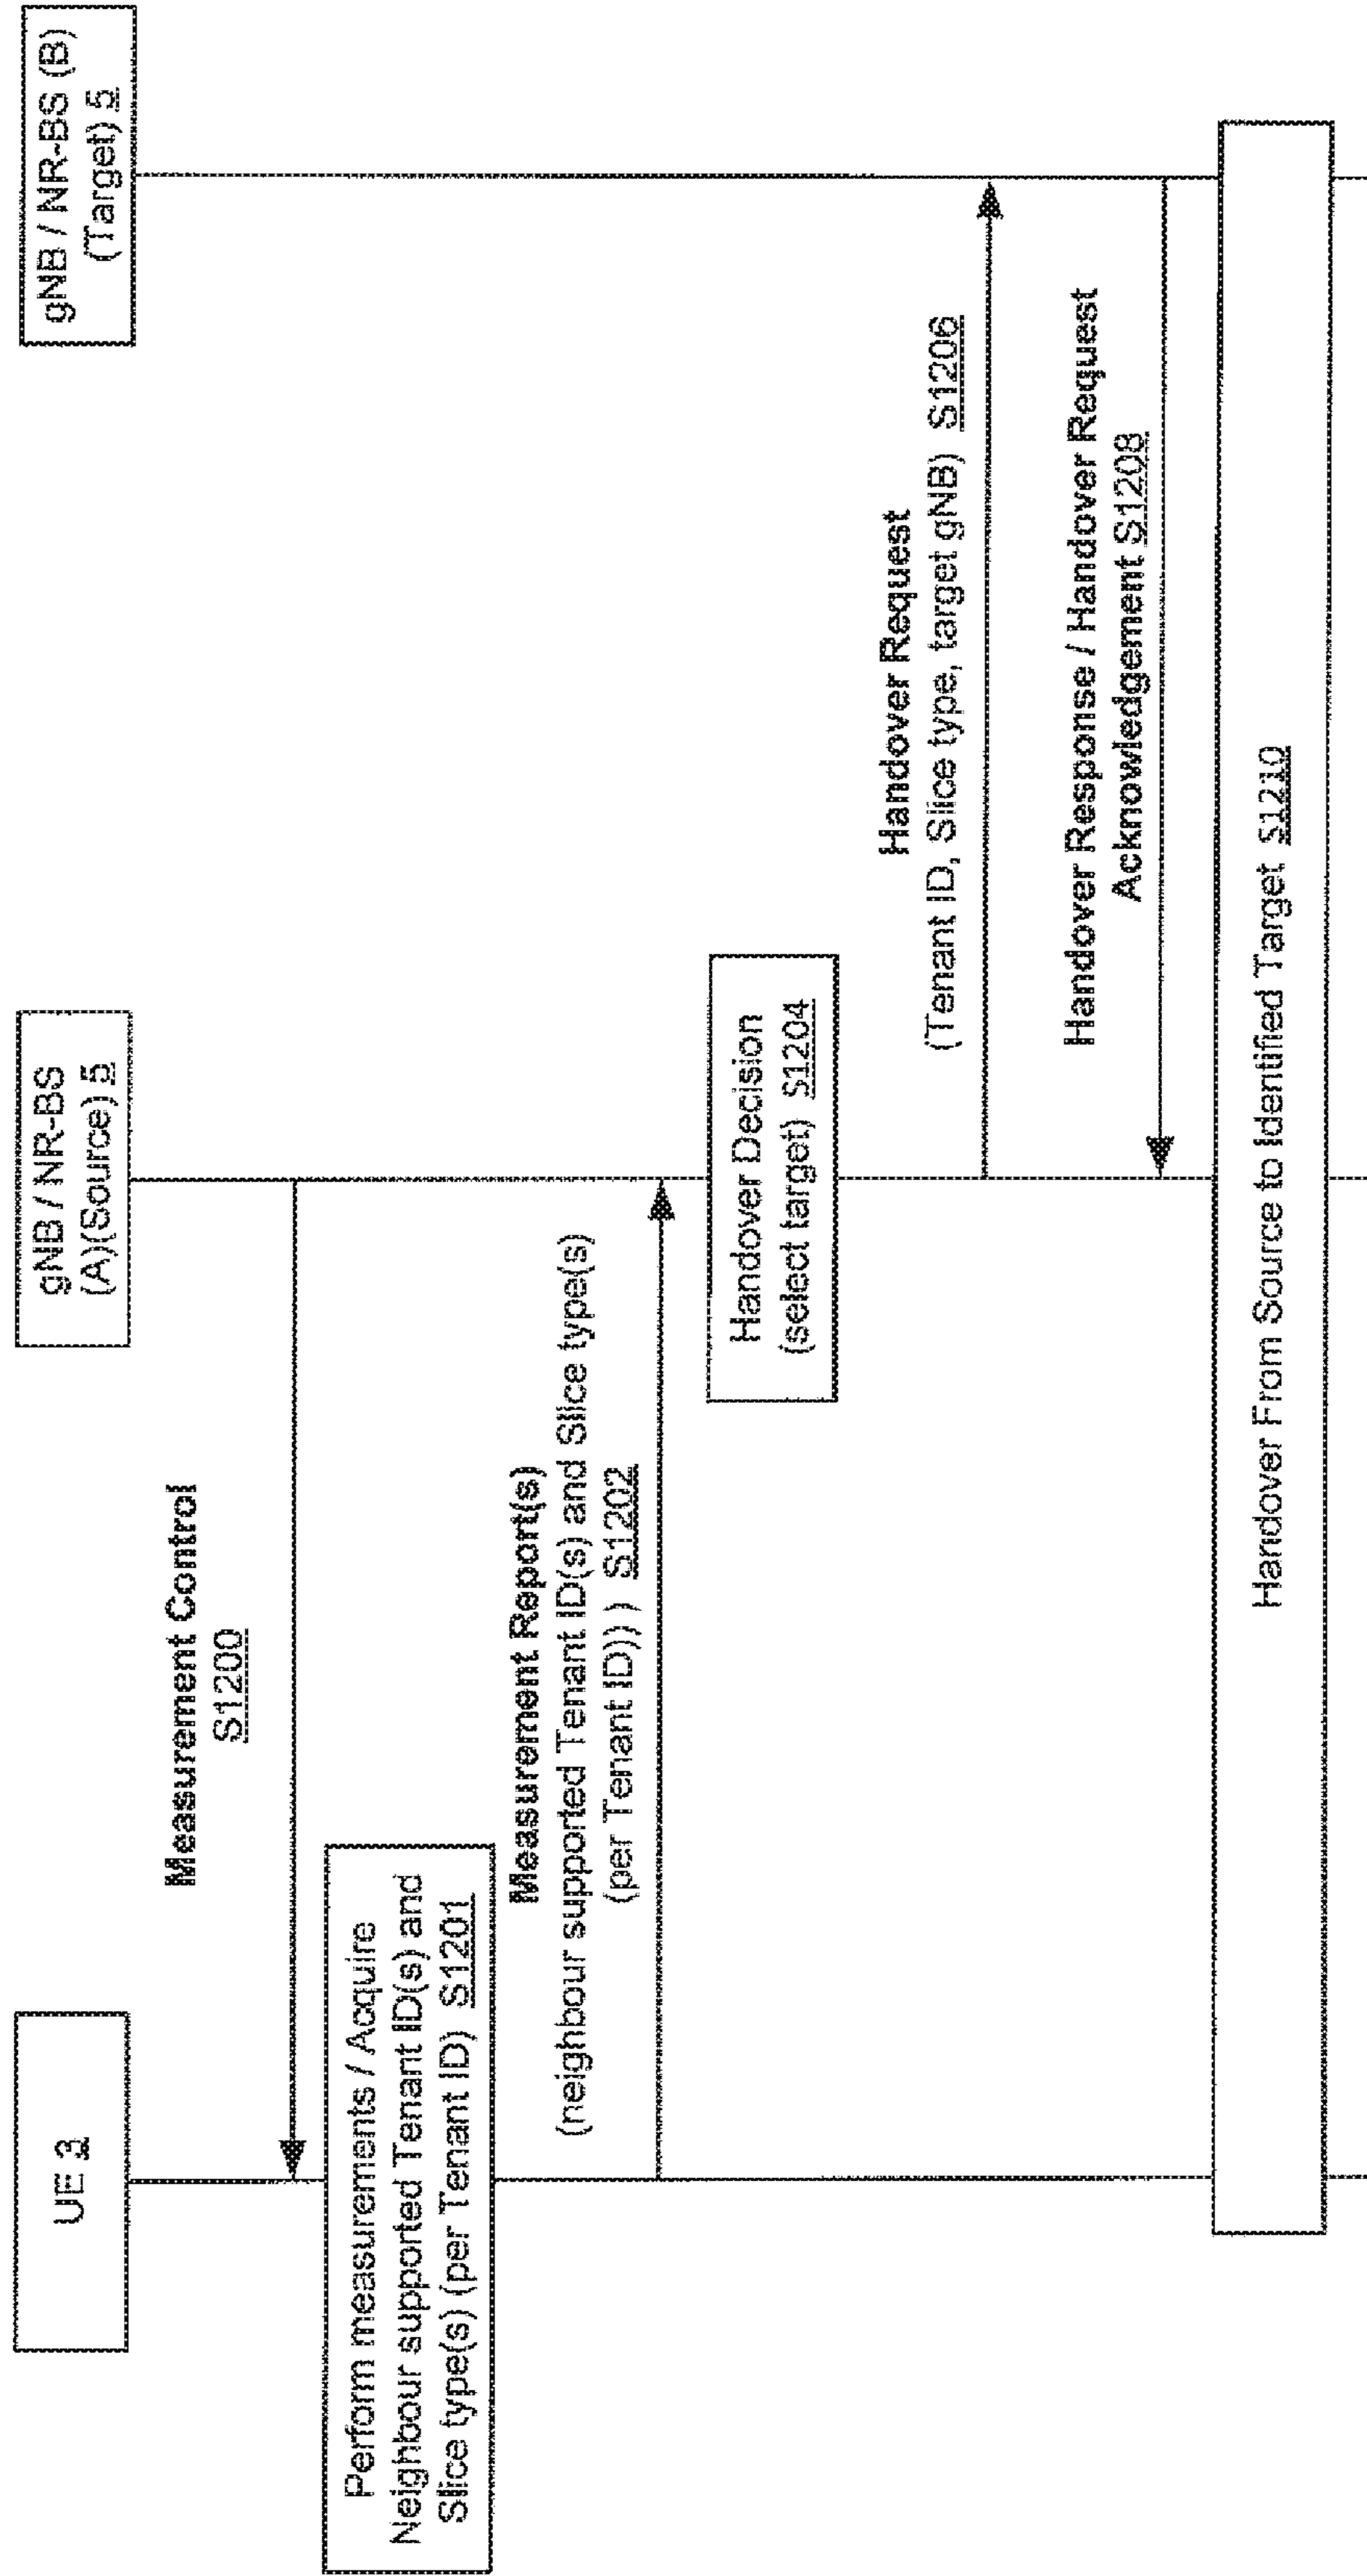 UE 3
gNB / NR-BS
(A)(Source) 5
gNB / NR-BS (B)
(Target) 5
Measurement Control
S1200
Perform measurements / Acquire
Neighbour supported Tenant ID(s) and
Slice type(s) (per Tenant ID) S1201
Measurement Report(s)
(neighbour supported Tenant ID(s) and Slice type(s)
(per Tenant ID)) ) S1202
Handover Decision
(select target) S1204
Handover Request
(Tenant ID, Slice type, target gNB) S1206
Handover Response / Handover Request
Acknowledgement S1208
Handover From Source to Identified Target S1210